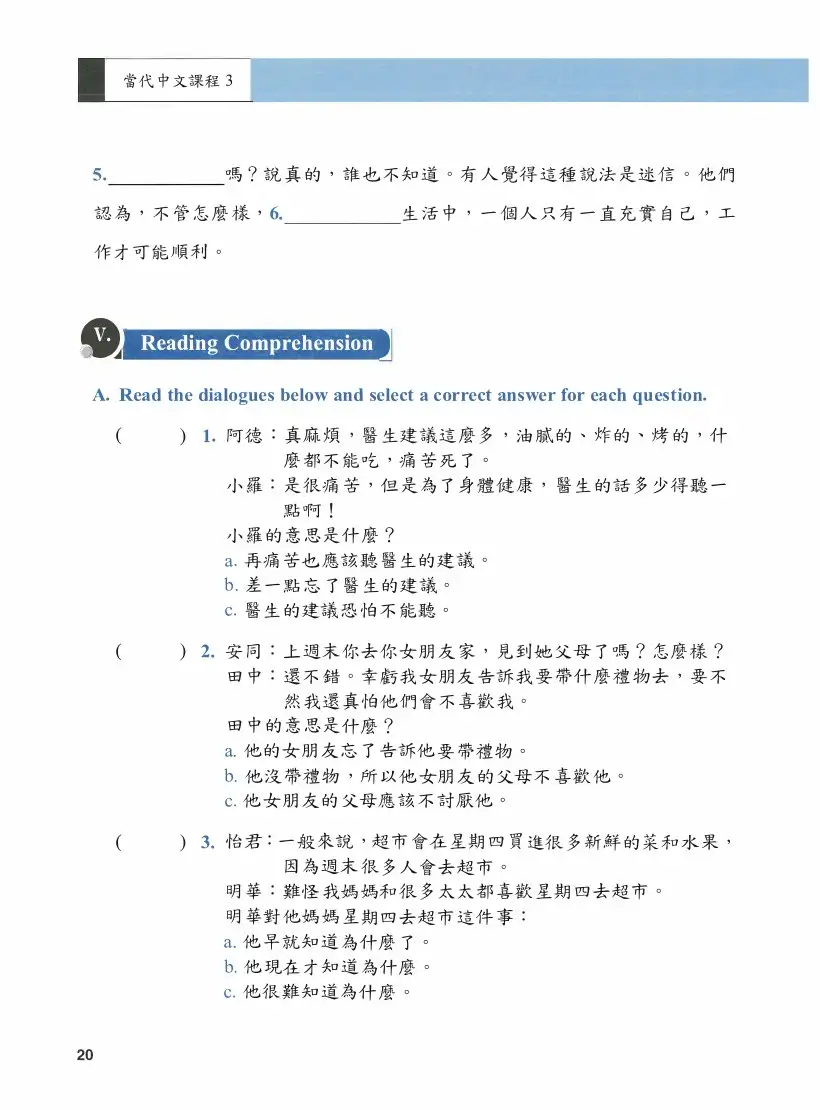 當代中文課程 3
5.____________嗎？說真的，誰也不知道。有人覺得這種說法是迷信。他們
認為，不管怎麼樣，6.____________生活中，一個人只有一直充實自己，工
作才可能順利。
V. Reading Comprehension
A. Read the dialogues below and select a correct answer for each question.
(　　) 1. 阿德：真麻煩，醫生建議這麼多，油膩的、炸的、烤的，什
麼都不能吃，痛苦死了。
小羅：是很痛苦，但是為了身體健康，醫生的話多少得聽一
點啊！
小羅的意思是什麼？
a. 再痛苦也應該聽醫生的建議。
b. 差一點忘了醫生的建議。
c. 醫生的建議恐怕不能聽。
(　　) 2. 安同：上週末你去你女朋友家，見到她父母了嗎？怎麼樣？
田中：還不錯。幸虧我女朋友告訴我要帶什麼禮物去，要不
然我還真怕他們會不喜歡我。
田中的意思是什麼？
a. 他的女朋友忘了告訴他要帶禮物。
b. 他沒帶禮物，所以他女朋友的父母不喜歡他。
c. 他女朋友的父母應該不討厭他。
(　　) 3. 怡君：一般來說，超市會在星期四買進很多新鮮的菜和水果，
因為週末很多人會去超市。
明華：難怪我媽媽和很多太太都喜歡星期四去超市。
明華對他媽媽星期四去超市這件事：
a. 他早就知道為什麼了。
b. 他現在才知道為什麼。
c. 他很難知道為什麼。
20